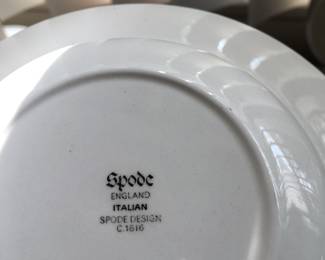 Spode
ENGLAND
ITALIAN
SPODE DESIGN
C.1816